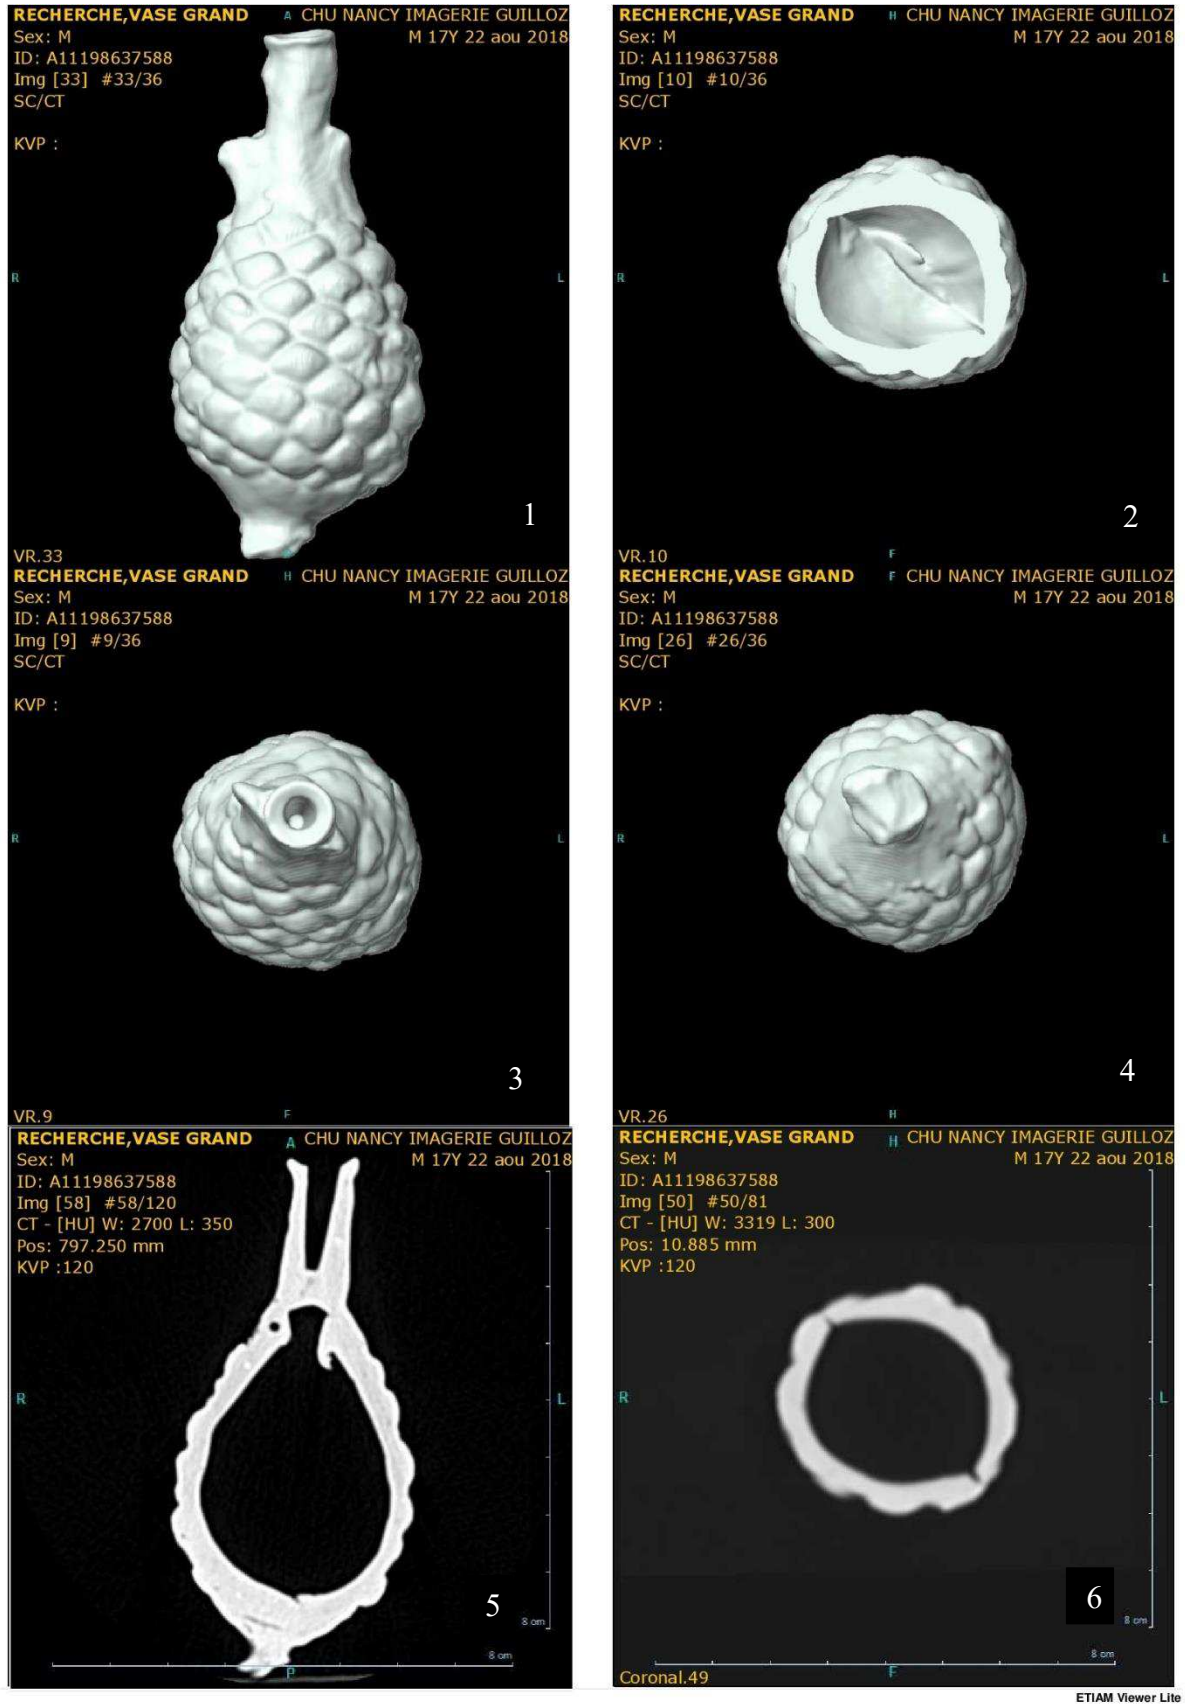 RECHERCHE,VASE GRAND A CHU NANCY IMAGERIE GUILLOZ
Sex: M M 17Y 22 aou 2018
ID: A11198637588
Img [33] #33/36
SC/CT
KVP :
R L
1
VR.33
RECHERCHE,VASE GRAND H CHU NANCY IMAGERIE GUILLOZ
Sex: M M 17Y 22 aou 2018
ID: A11198637588
Img [10] #10/36
SC/CT
KVP :
R L
2
VR.10 F
RECHERCHE,VASE GRAND H CHU NANCY IMAGERIE GUILLOZ
Sex: M M 17Y 22 aou 2018
ID: A11198637588
Img [9] #9/36
SC/CT
KVP :
R L
3
VR.9 F
RECHERCHE,VASE GRAND F CHU NANCY IMAGERIE GUILLOZ
Sex: M M 17Y 22 aou 2018
ID: A11198637588
Img [26] #26/36
SC/CT
KVP :
R L
4
VR.26 H
RECHERCHE,VASE GRAND A CHU NANCY IMAGERIE GUILLOZ
Sex: M M 17Y 22 aou 2018
ID: A11198637588
Img [58] #58/120
CT - [HU] W: 2700 L: 350
Pos: 797.250 mm
KVP :120
R L
5
8 cm
8 cm
P
RECHERCHE,VASE GRAND H CHU NANCY IMAGERIE GUILLOZ
Sex: M M 17Y 22 aou 2018
ID: A11198637588
Img [50] #50/81
CT - [HU] W: 3319 L: 300
Pos: 10.885 mm
KVP :120
R L
6
8 cm
8 cm
Coronal.49 F
ETIAM Viewer Lite